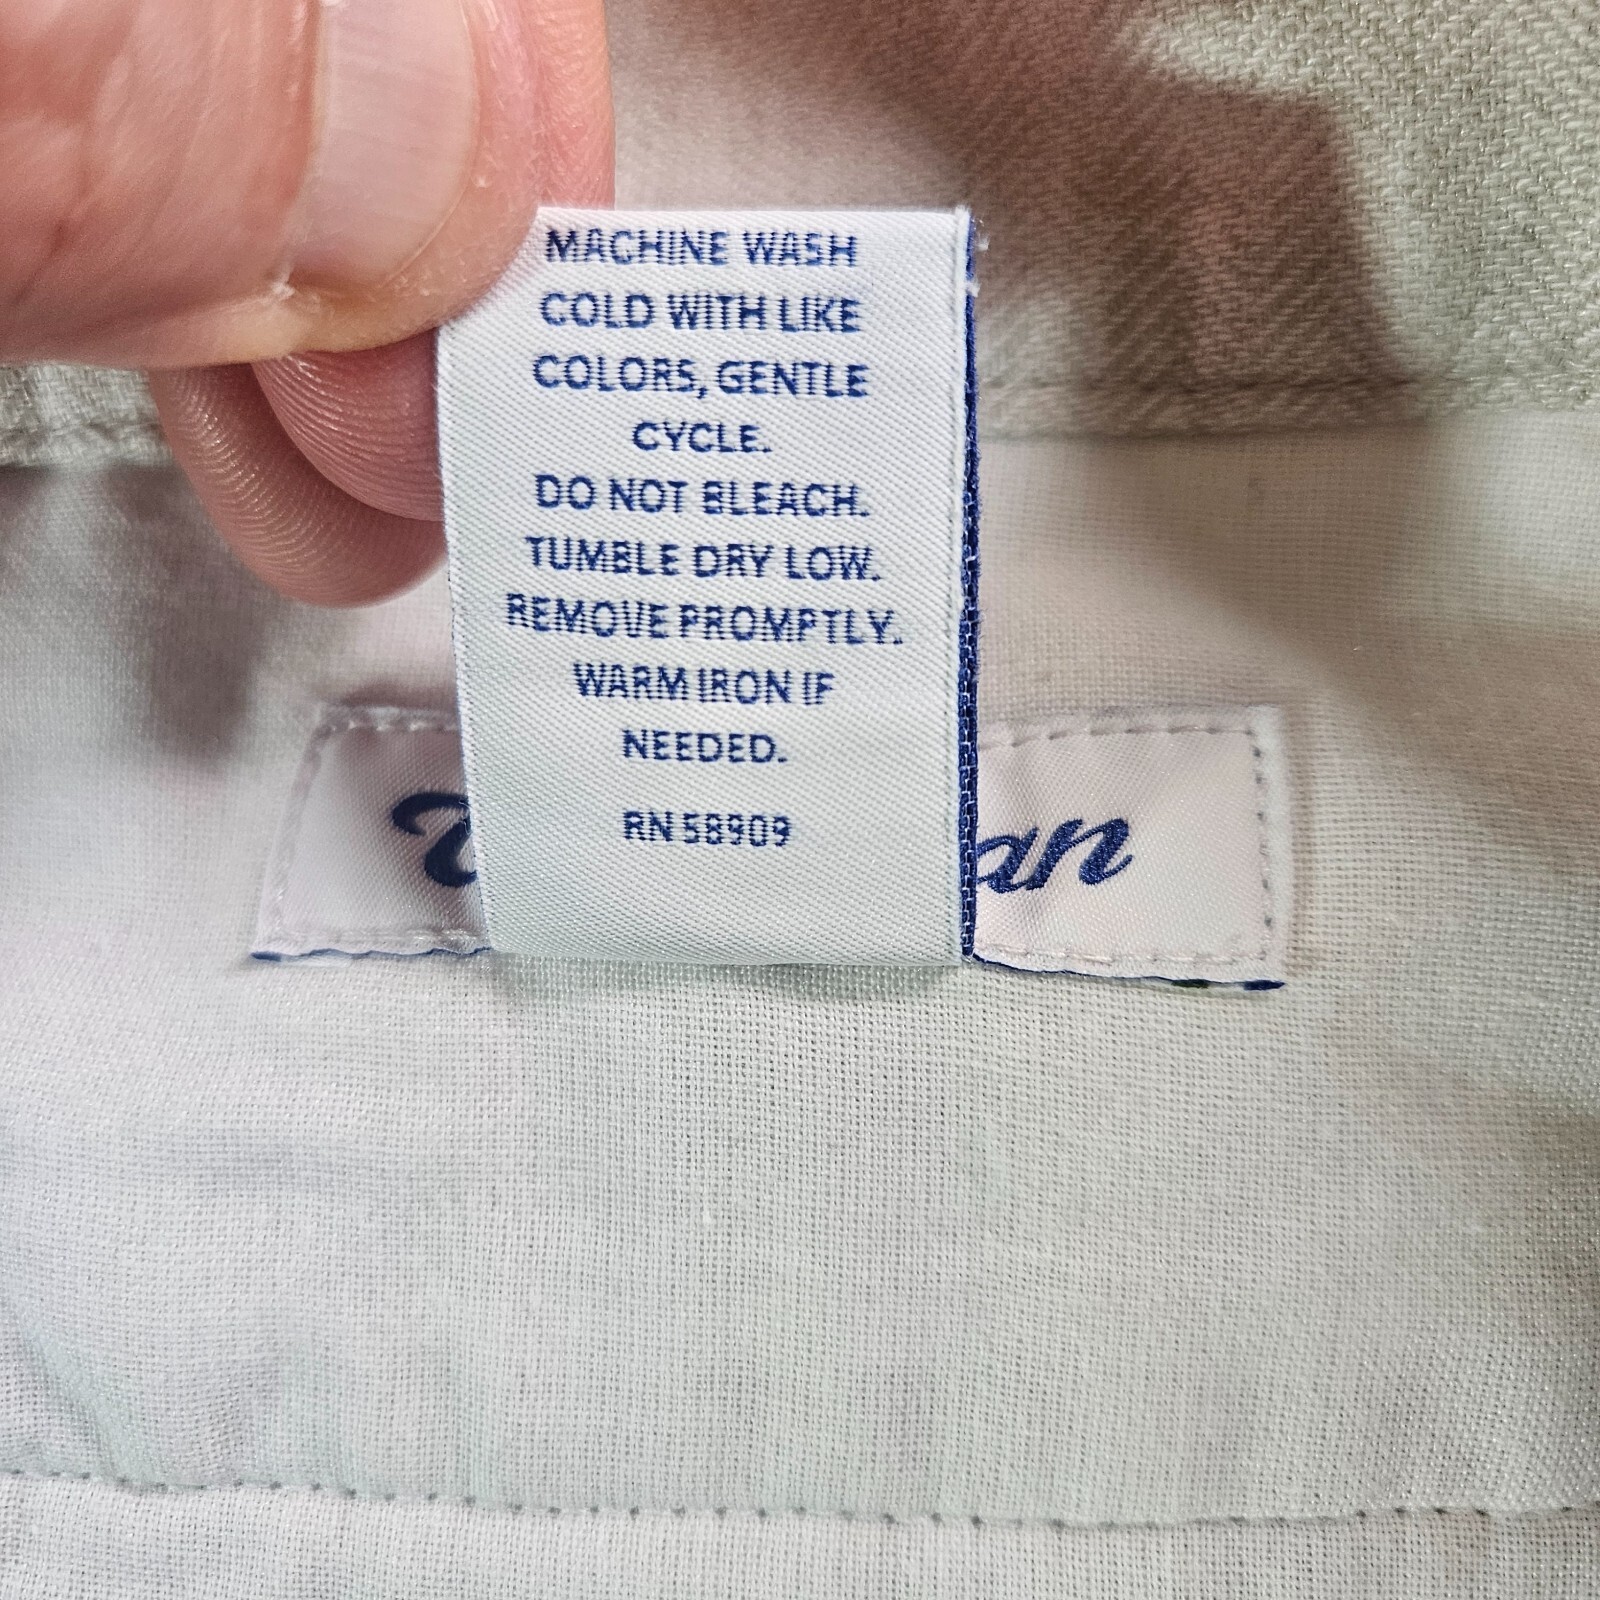 MACHINE WASH
COLD WITH LIKE
COLORS, GENTLE
CYCLE.
DO NOT BLEACH.
TUMBLE DRY LOW.
REMOVE PROMPTLY.
WARM IRON IF
NEEDED.
RN 58909